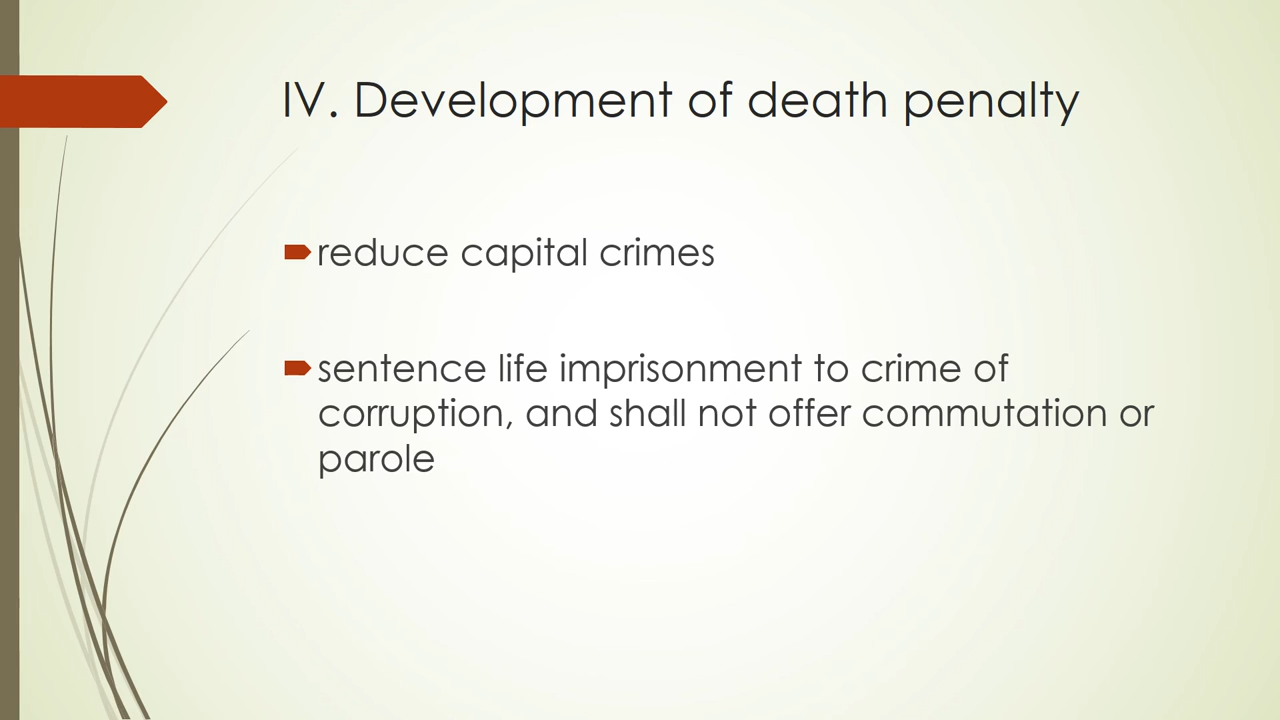 IV. Development of death penalty
reduce capital crimes
sentence life imprisonment to crime of
corruption, and shall not offer commutation or
parole